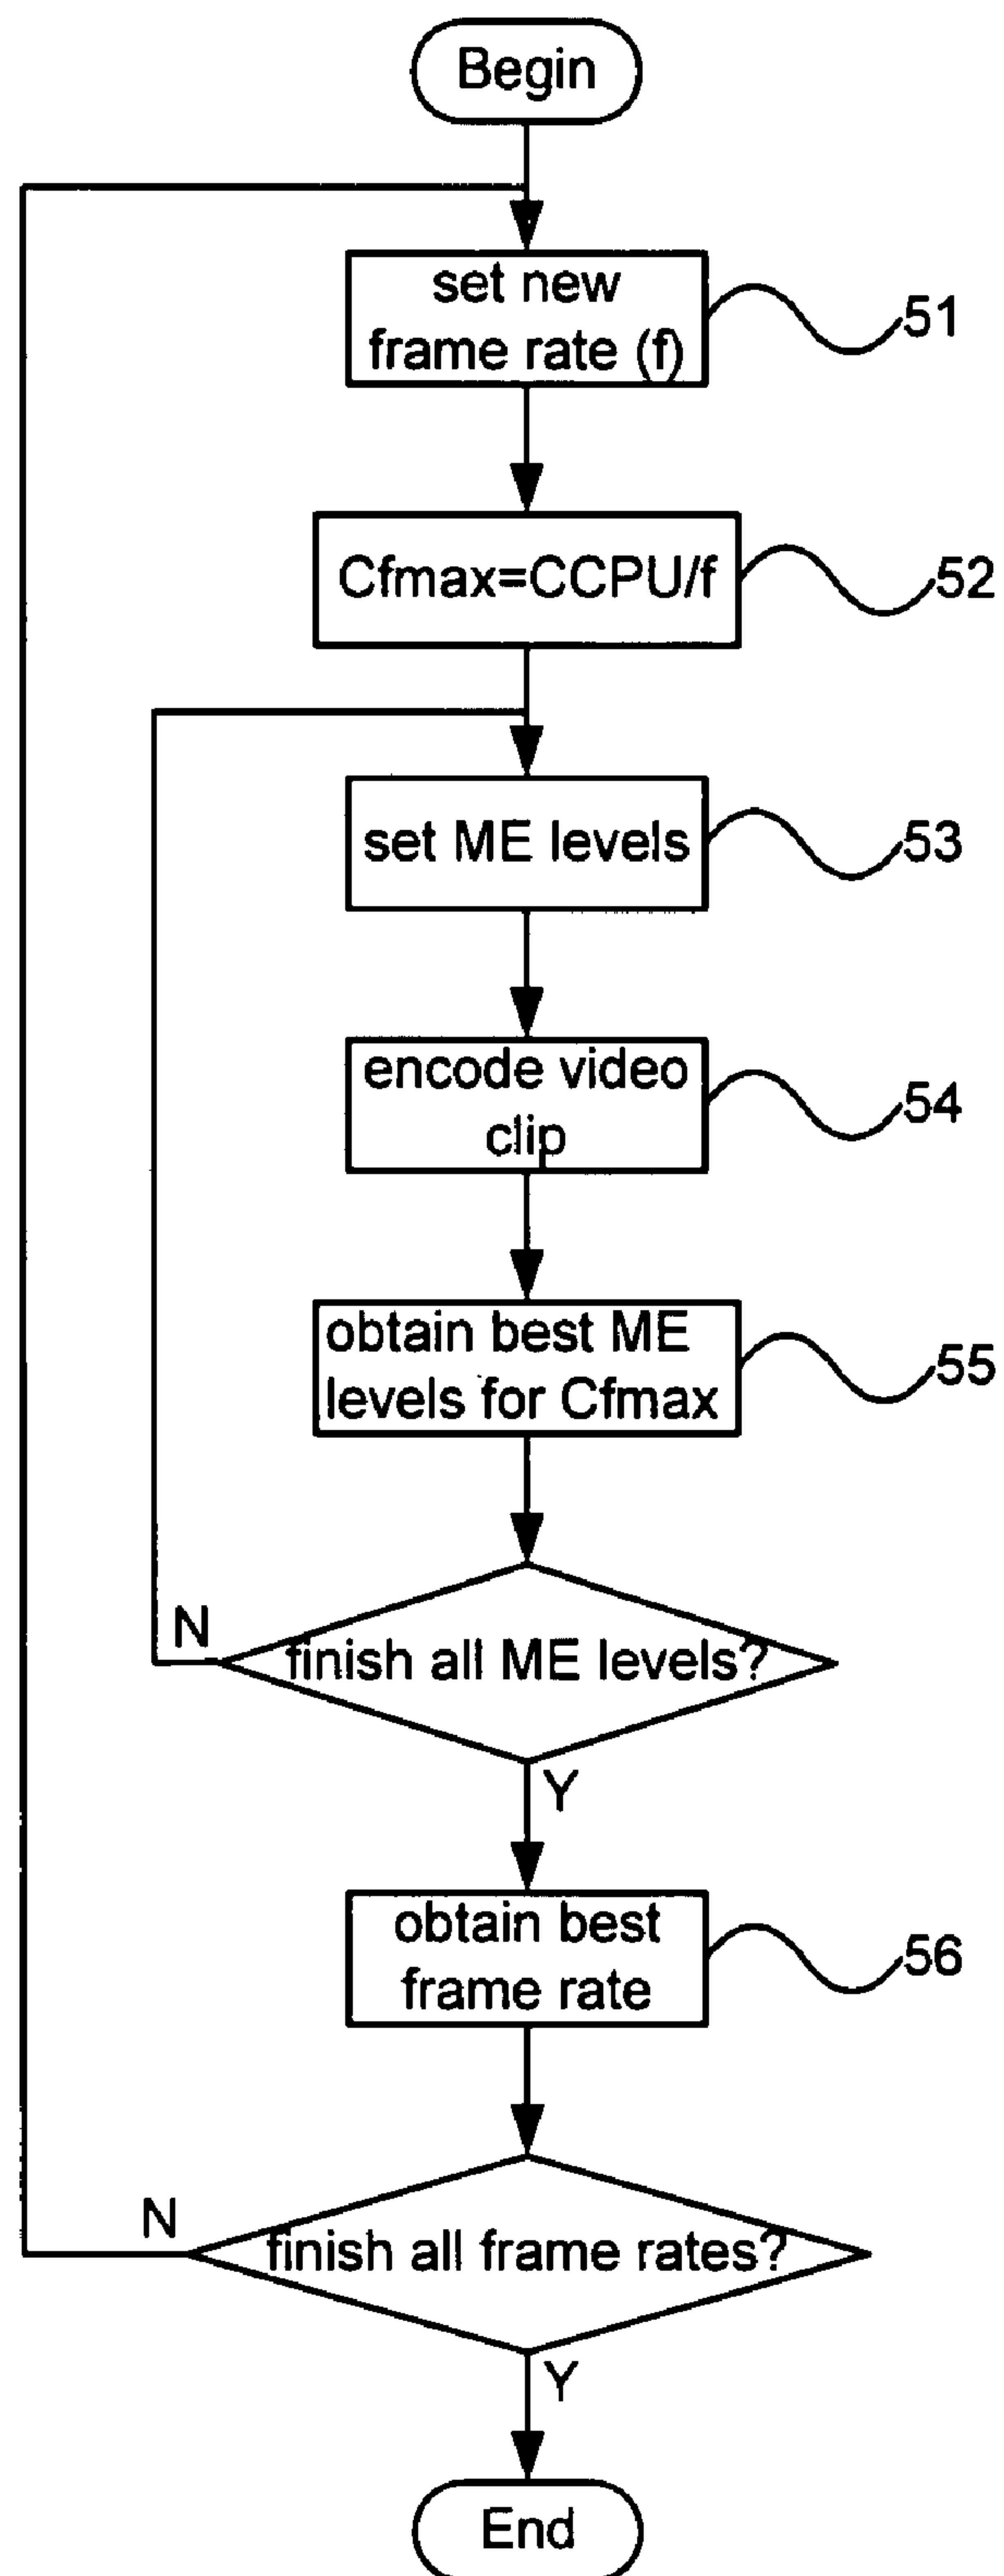 Begin
set new
frame rate (f)
51
Cfmax=CCPU/f
52
set ME levels
53
encode video
clip
54
obtain best ME
levels for Cfmax
55
finish all ME levels?
N
Y
obtain best
frame rate
56
finish all frame rates?
N
Y
End